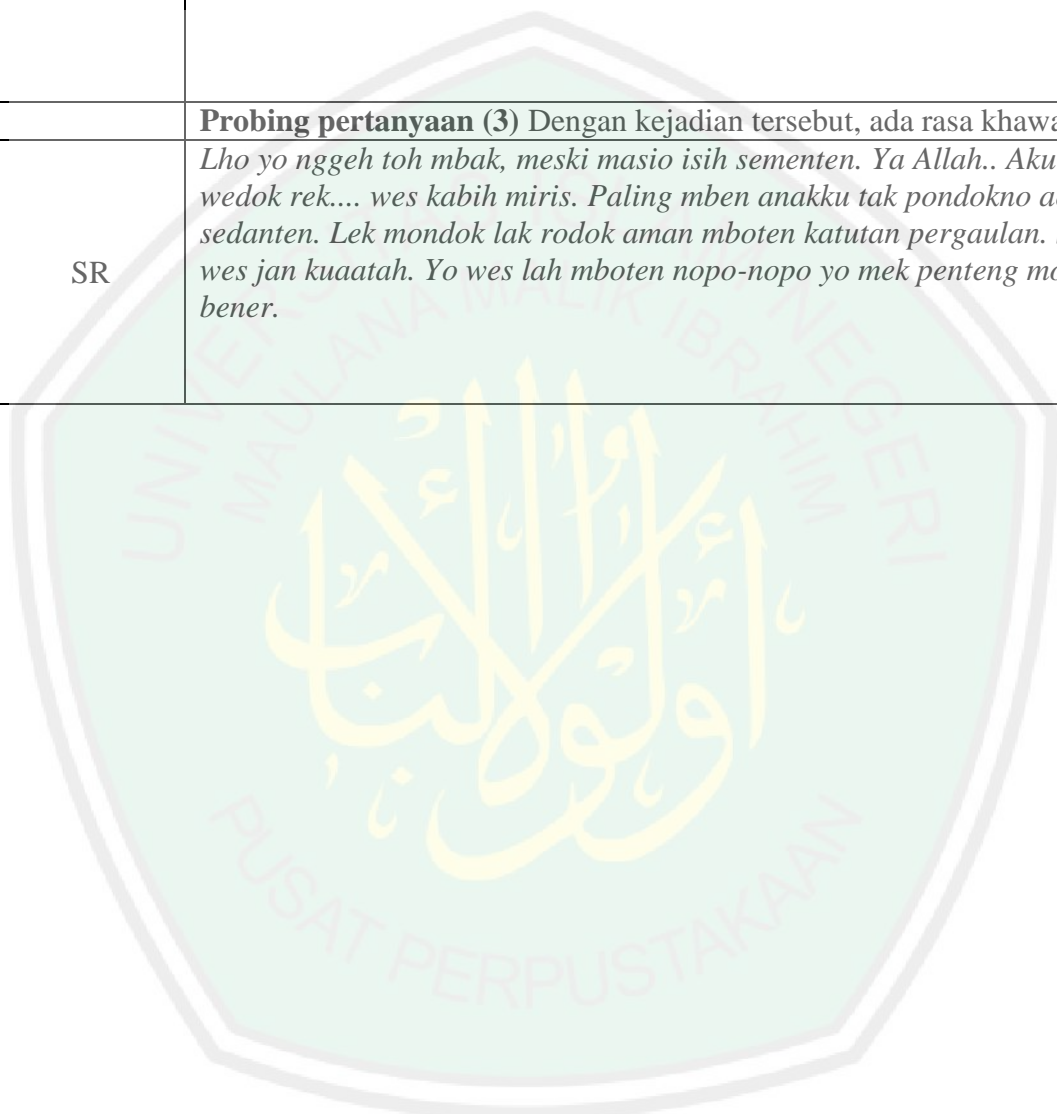 Probing pertanyaan (3) Dengan kejadian tersebut, ada rasa khawa
Lho yo nggeh toh mbak, meski masio isih sementen. Ya Allah.. Aku
wedok rek.... wes kabih miris. Paling mben anakku tak pondokno
sedanten. Lek mondok lak rodok aman mboten katutan pergaulan.
SR
wes jan kuaatah. Yo wes lah mboten nopo-nopo yo mek penteng mo
bener.
UNIVERSITAS ISLAM NEGERI
MAULANA MALIK IBRAHIM
PUSAT PERPUSTAKAAN